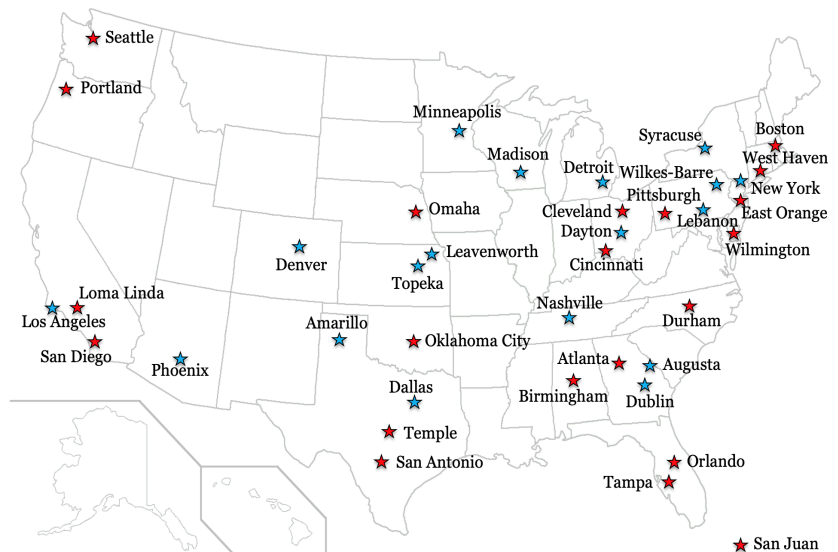 Seattle
Portland
Minneapolis
Madison
Syracuse
Boston
West Haven
Detroit
Wilkes-Barre
New York
Pittsburgh
Omaha
Cleveland
East Orange
Lebanon
Dayton
Wilmington
Cincinnati
Leavenworth
Denver
Topeka
Loma Linda
Los Angeles
Nashville
Durham
Amarillo
San Diego
Oklahoma City
Phoenix
Atlanta
Augusta
Dallas
Birmingham
Dublin
Temple
San Antonio
Orlando
Tampa
San Juan